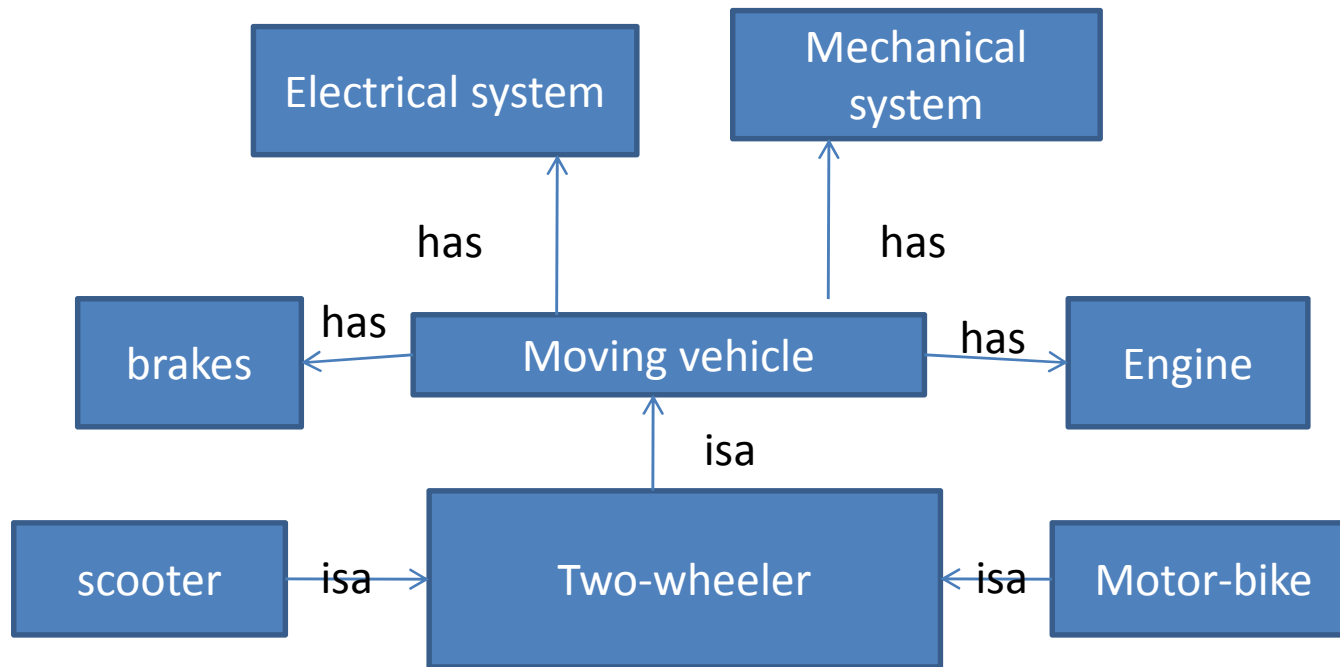 Electrical system
Mechanical
system
has
has
brakes
has
Moving vehicle
has
Engine
isa
scooter
isa
Two-wheeler
isa
Motor-bike